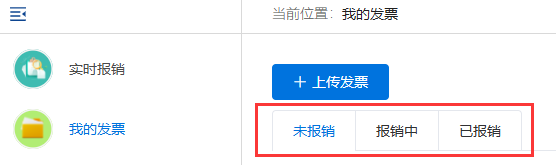 当前位置：我的发票
实时报销
我的发票
＋ 上传发票
未报销 报销中 已报销